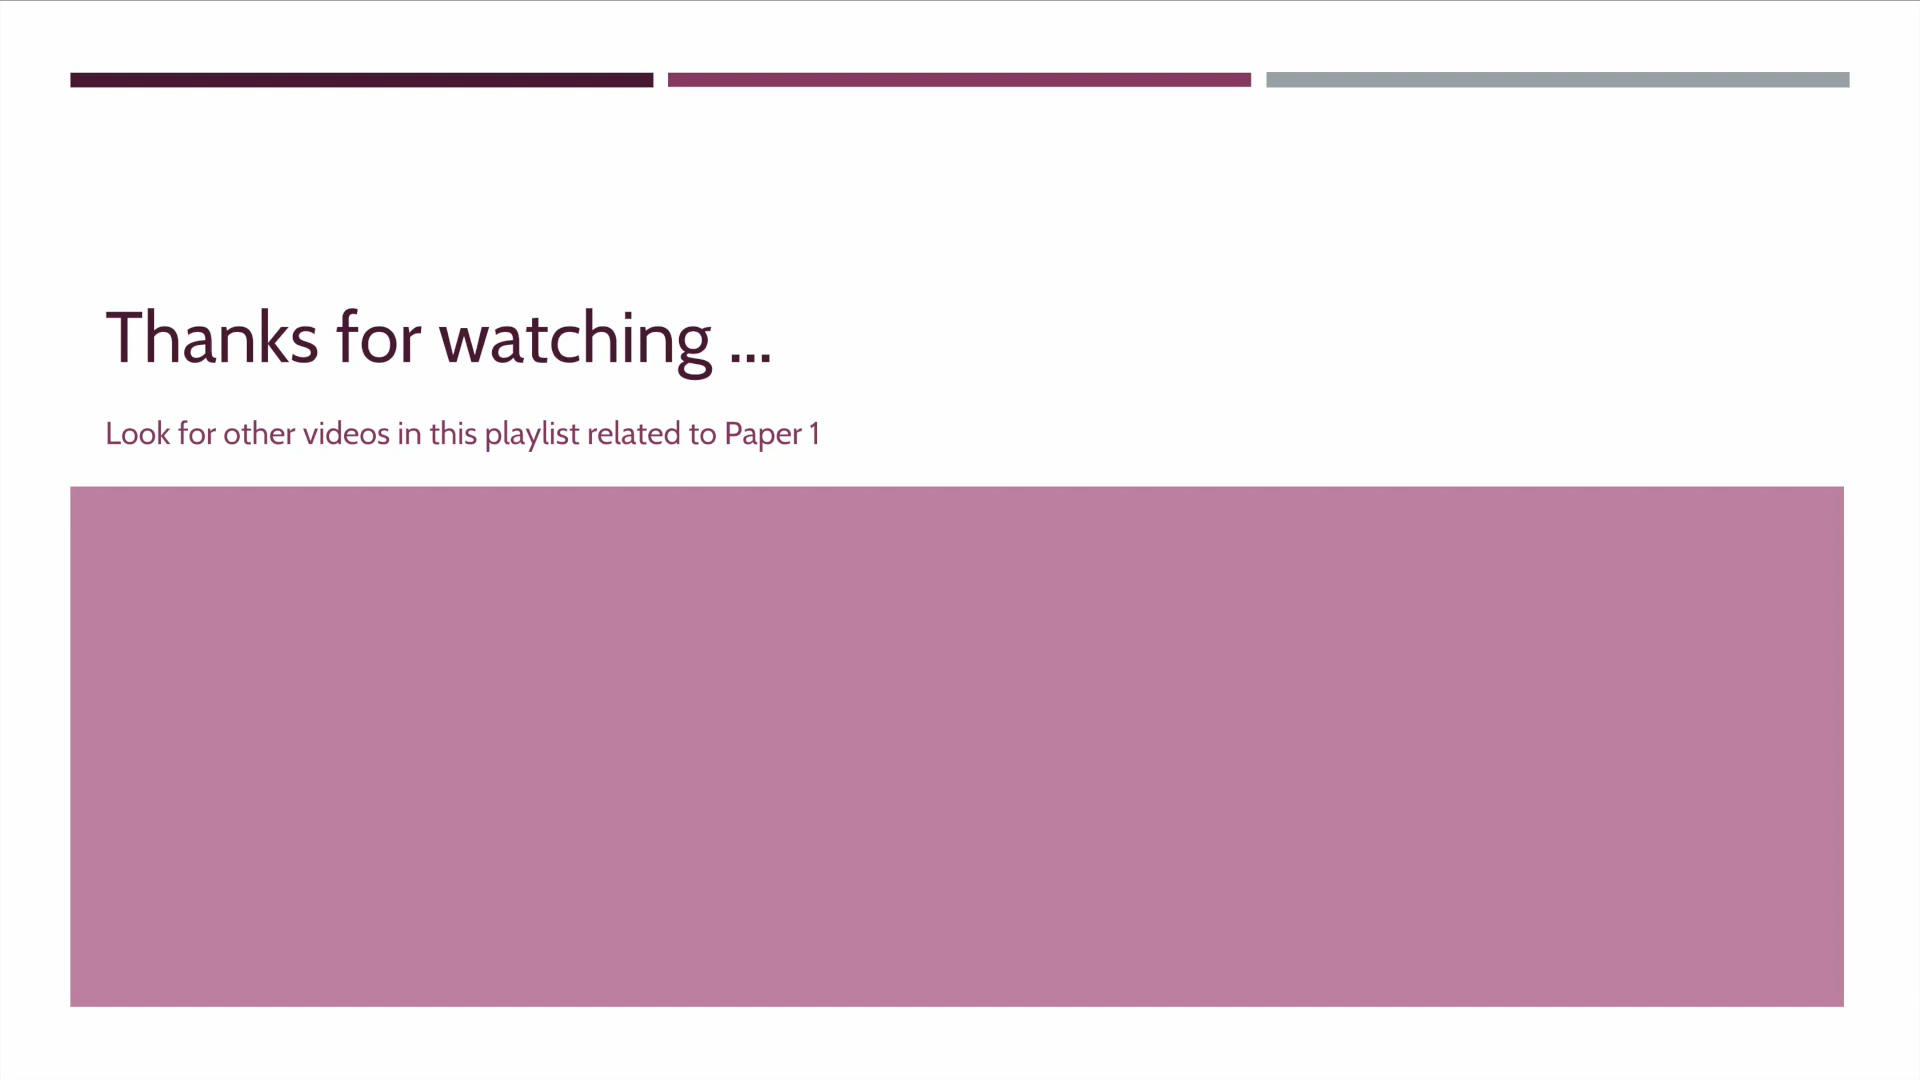 Thanks for watching ...
Look for other videos in this playlist related to Paper 1